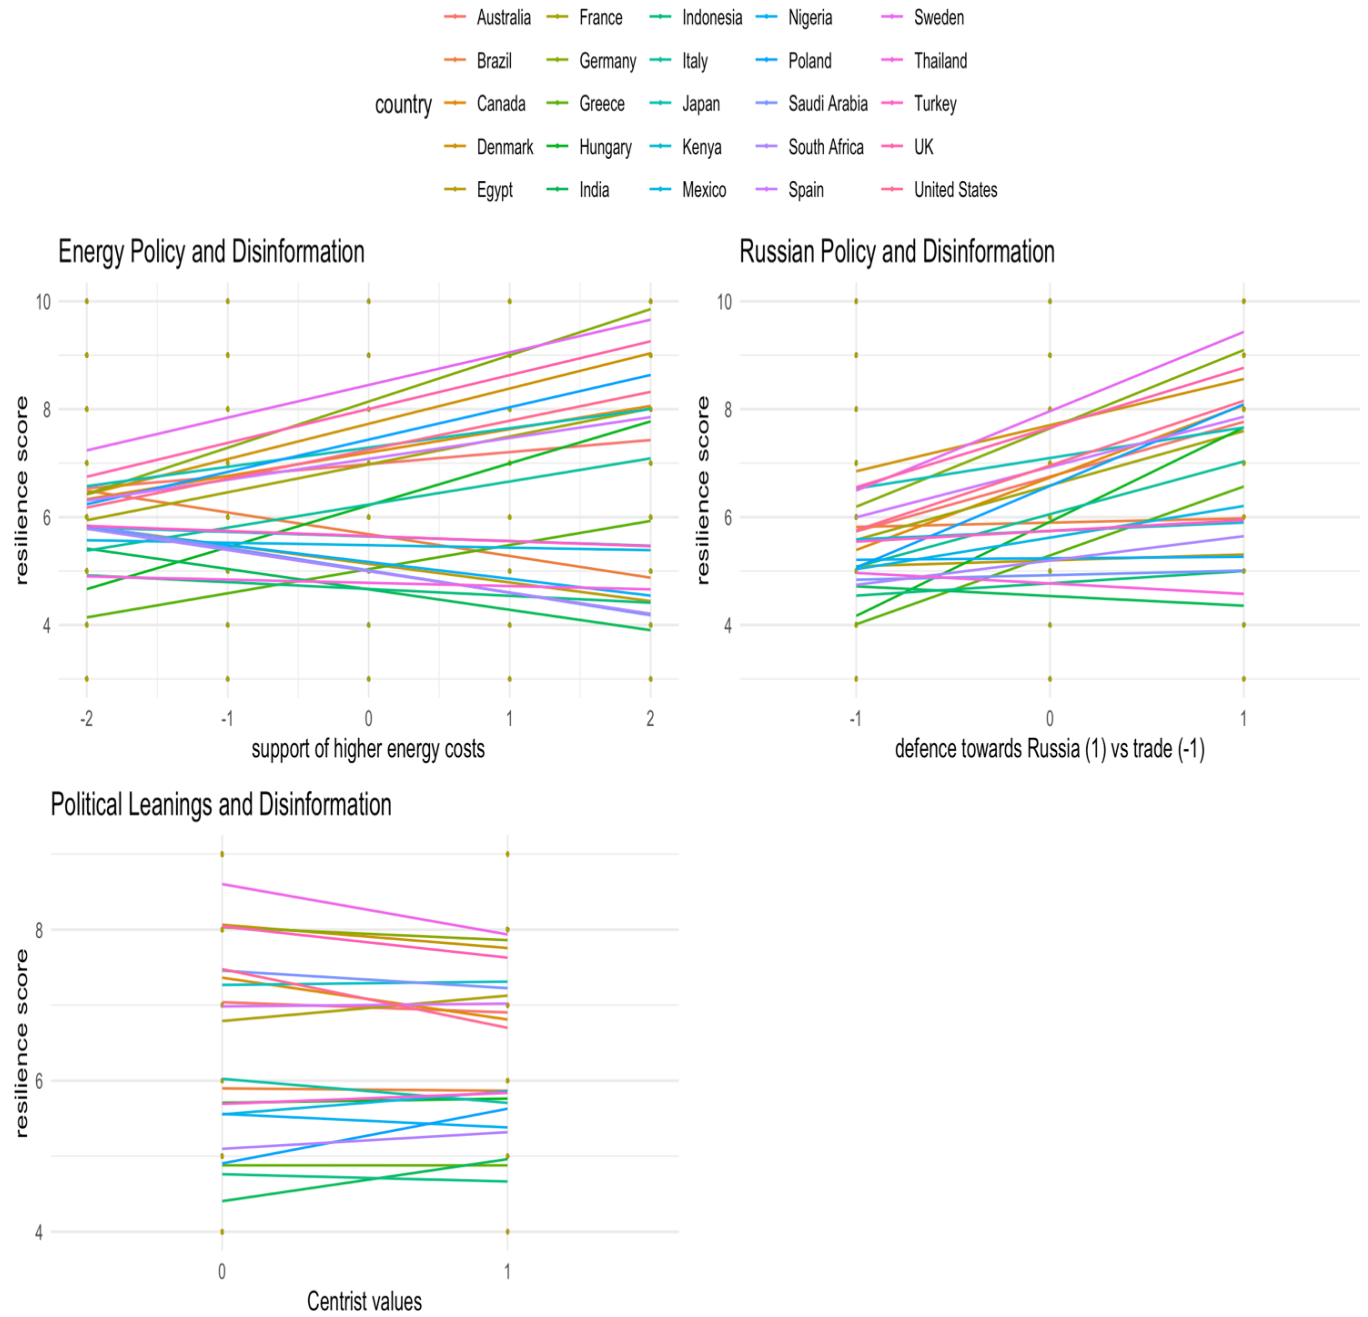 Australia France Indonesia Nigeria Sweden
Brazil Germany Italy Poland Thailand
country Canada Greece Japan Saudi Arabia Turkey
Denmark Hungary Kenya South Africa UK
Egypt India Mexico Spain United States
Energy Policy and Disinformation
10
8
6
4
resilience score
-2 -1 0 1 2
support of higher energy costs
Russian Policy and Disinformation
10
8
6
4
resilience score
-1 0 1
defence towards Russia (1) vs trade (-1)
Political Leanings and Disinformation
8
6
4
resilience score
0 1
Centrist values